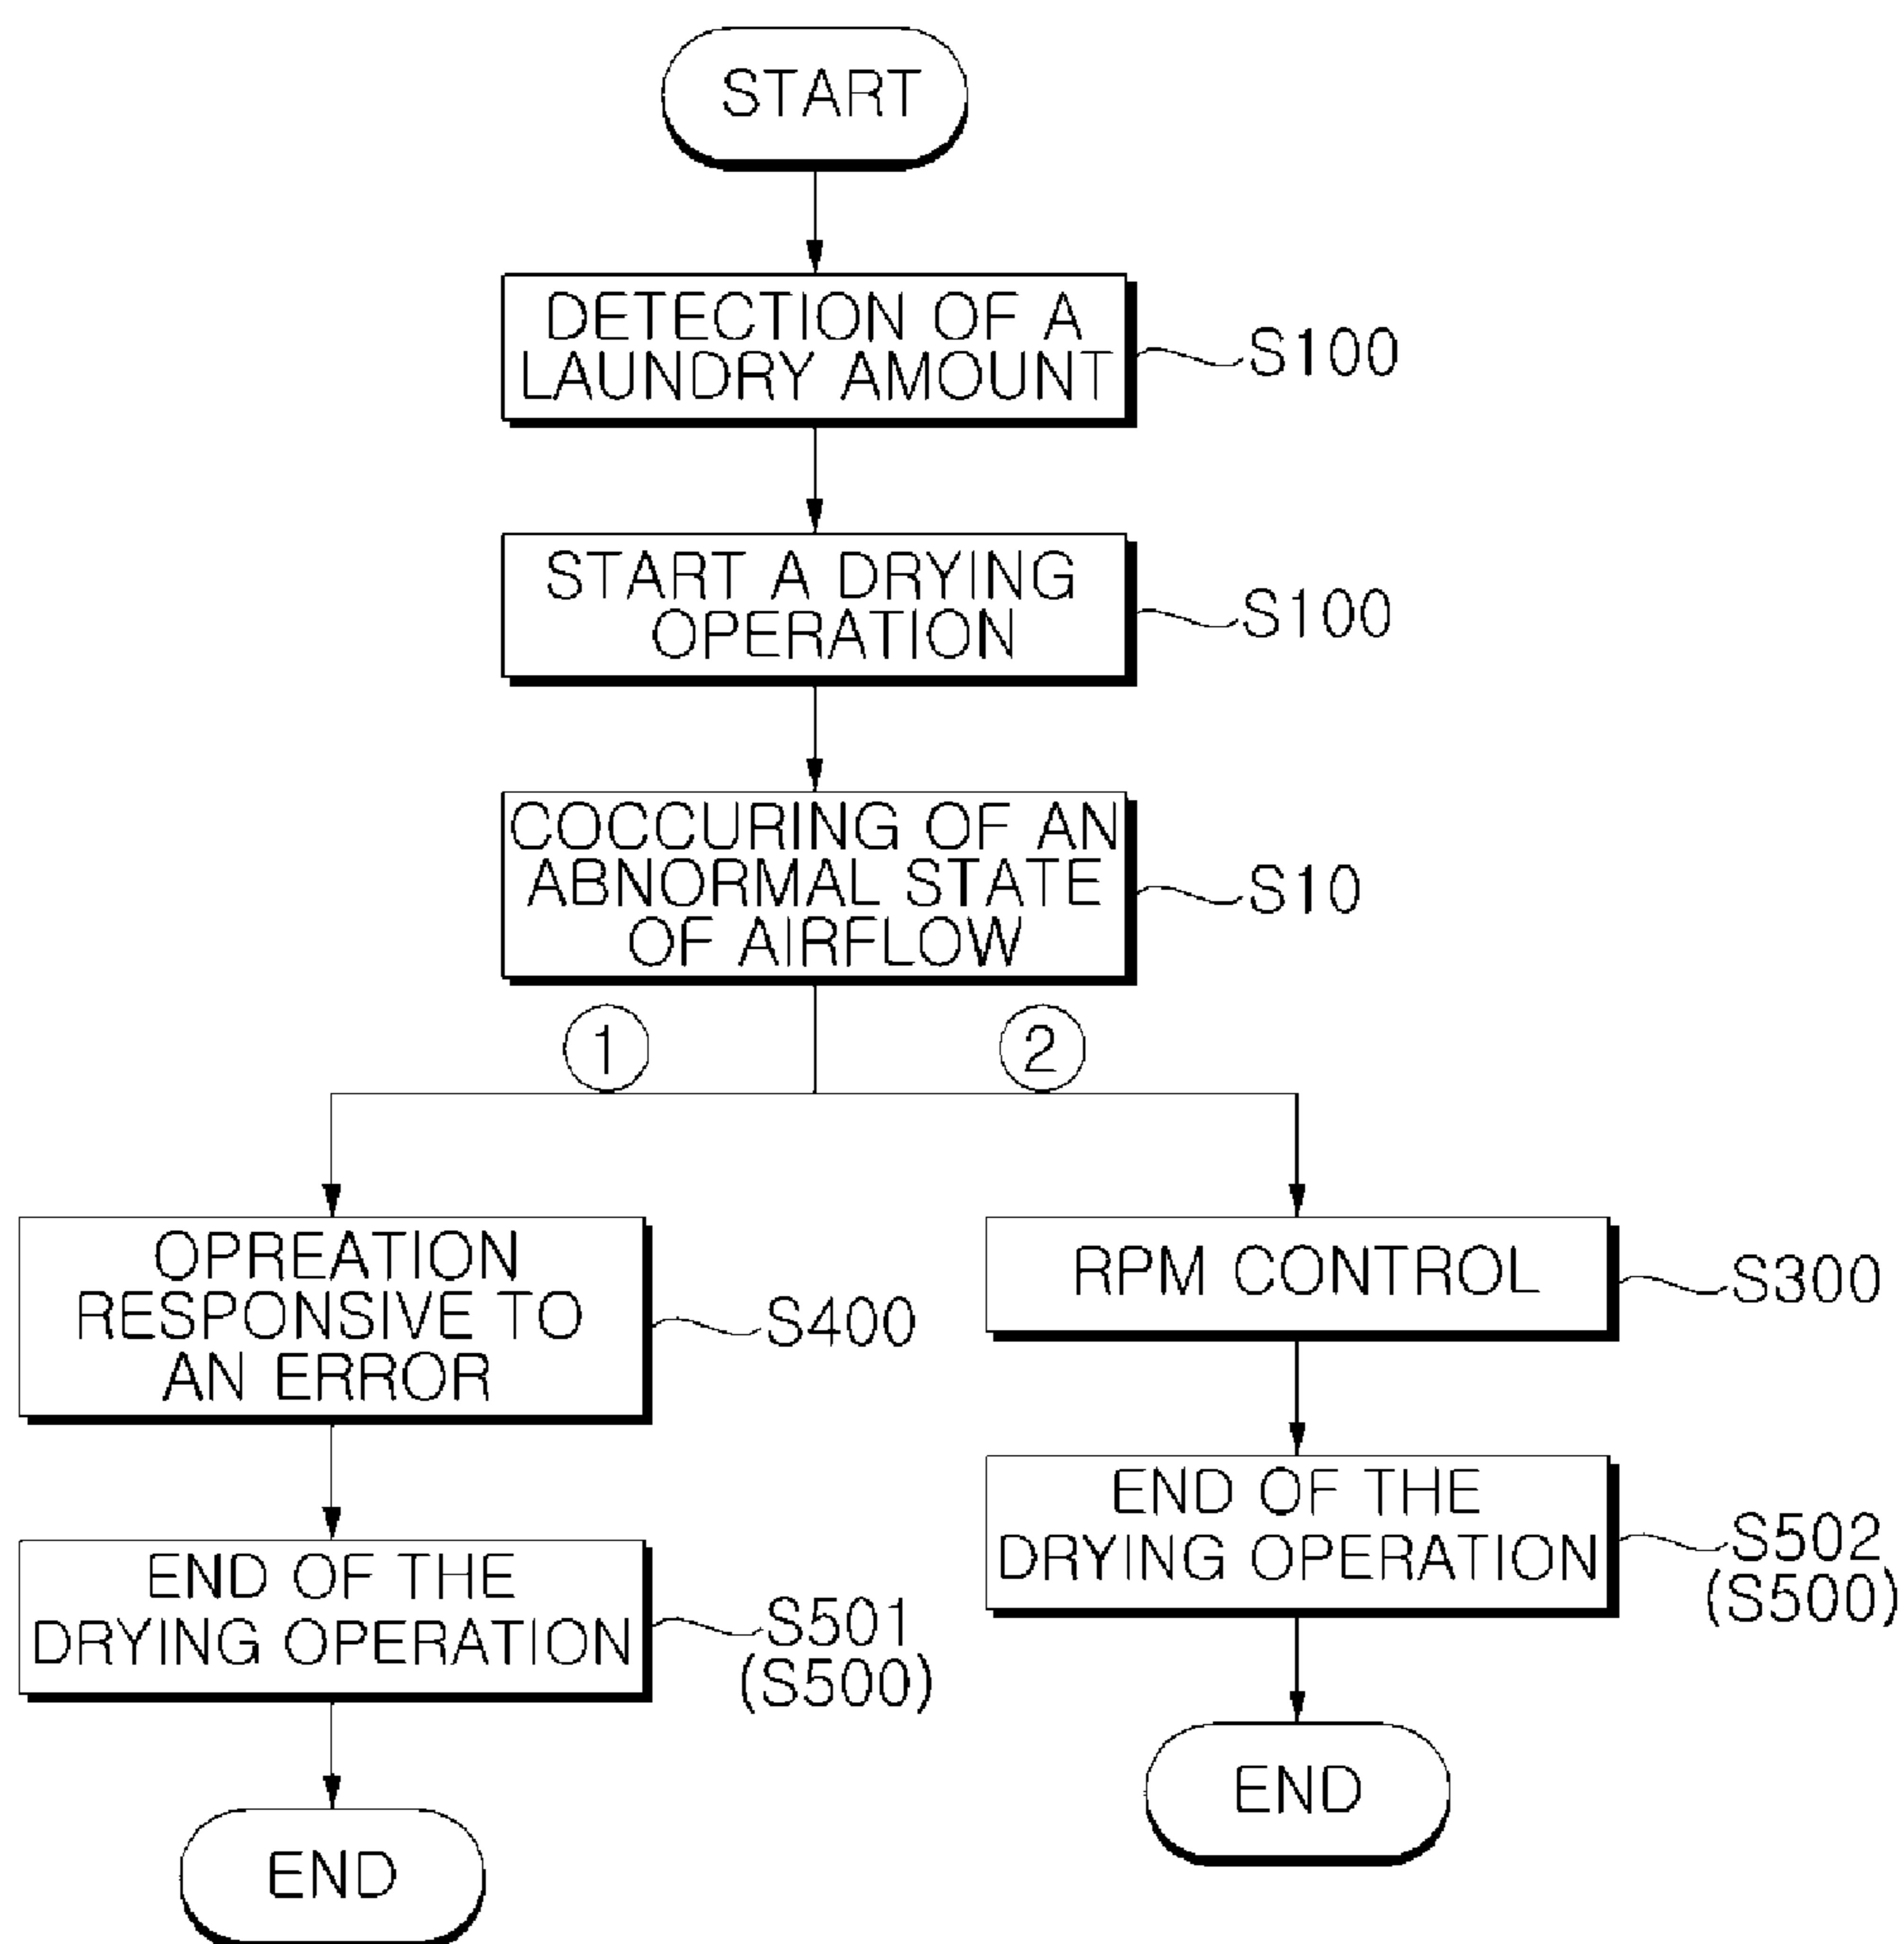 START
DETECTION OF A
LAUNDRY AMOUNT
S100
START A DRYING
OPERATION
S100
COCCURING OF AN
ABNORMAL STATE
OF AIRFLOW
S10
1
2
OPREATION
RESPONSIVE TO
AN ERROR
S400
END OF THE
DRYING OPERATION
S501
(S500)
END
RPM CONTROL
S300
END OF THE
DRYING OPERATION
S502
(S500)
END